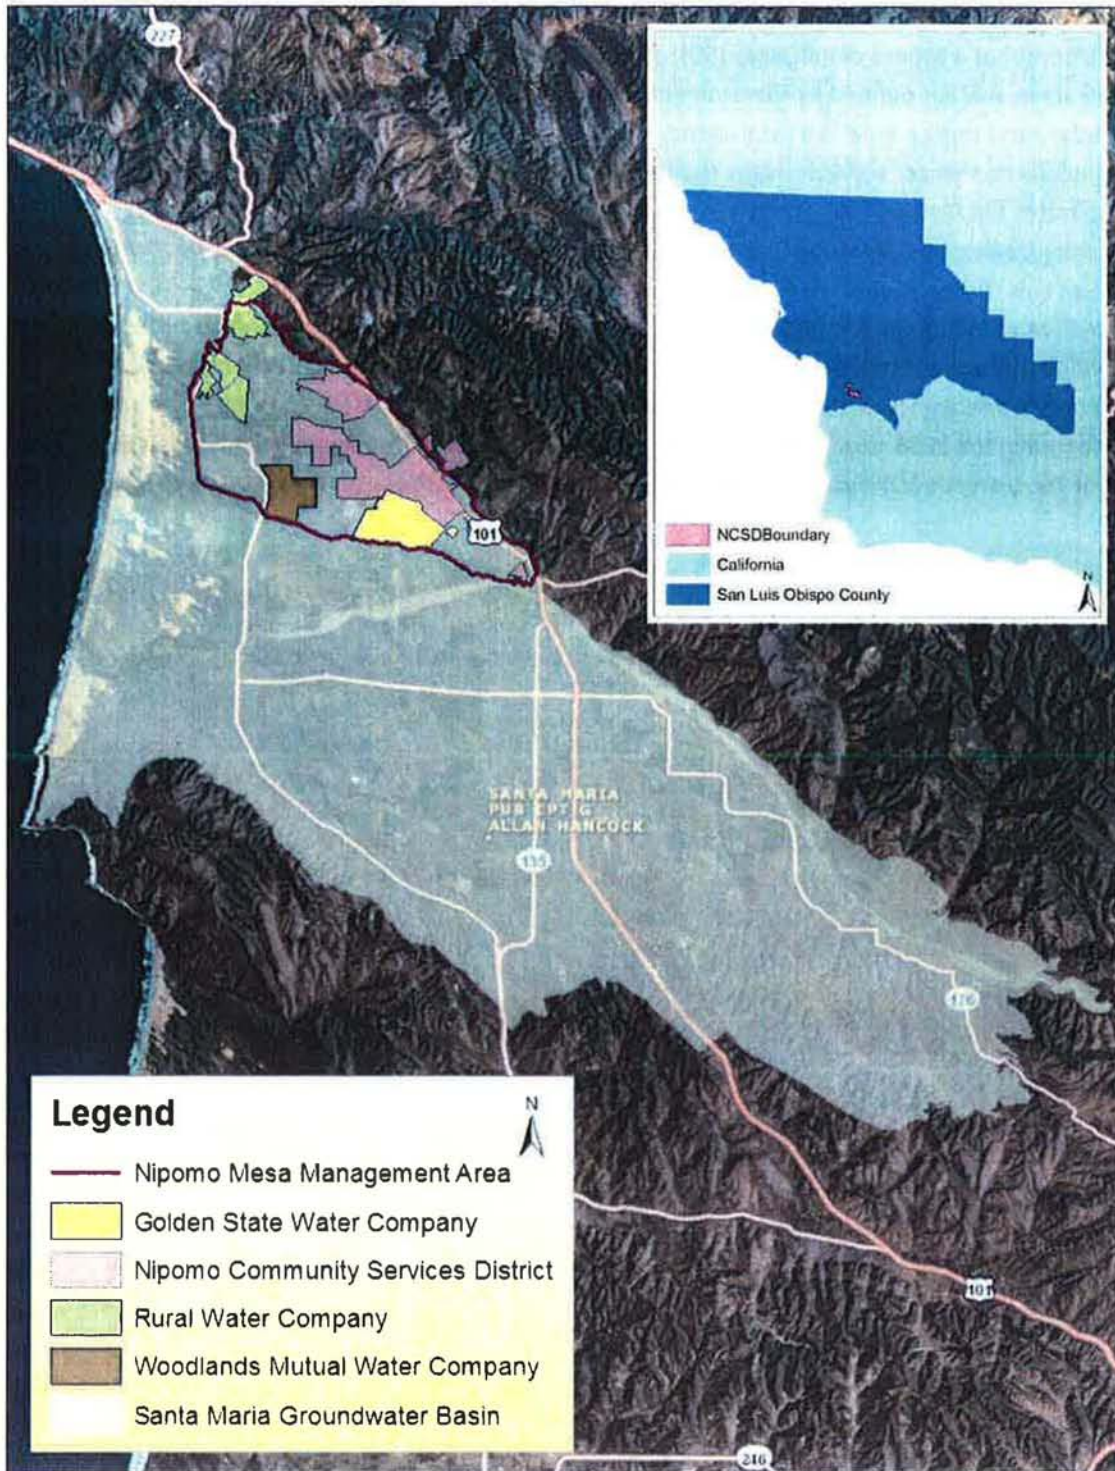 227
NCSDBoundary
California
San Luis Obispo County
N
101
SANTA MARIA
PUB
ALLAN HANCOCK
135
176
Legend
N
Nipomo Mesa Management Area
Golden State Water Company
Nipomo Community Services District
Rural Water Company
Woodlands Mutual Water Company
Santa Maria Groundwater Basin
101
246